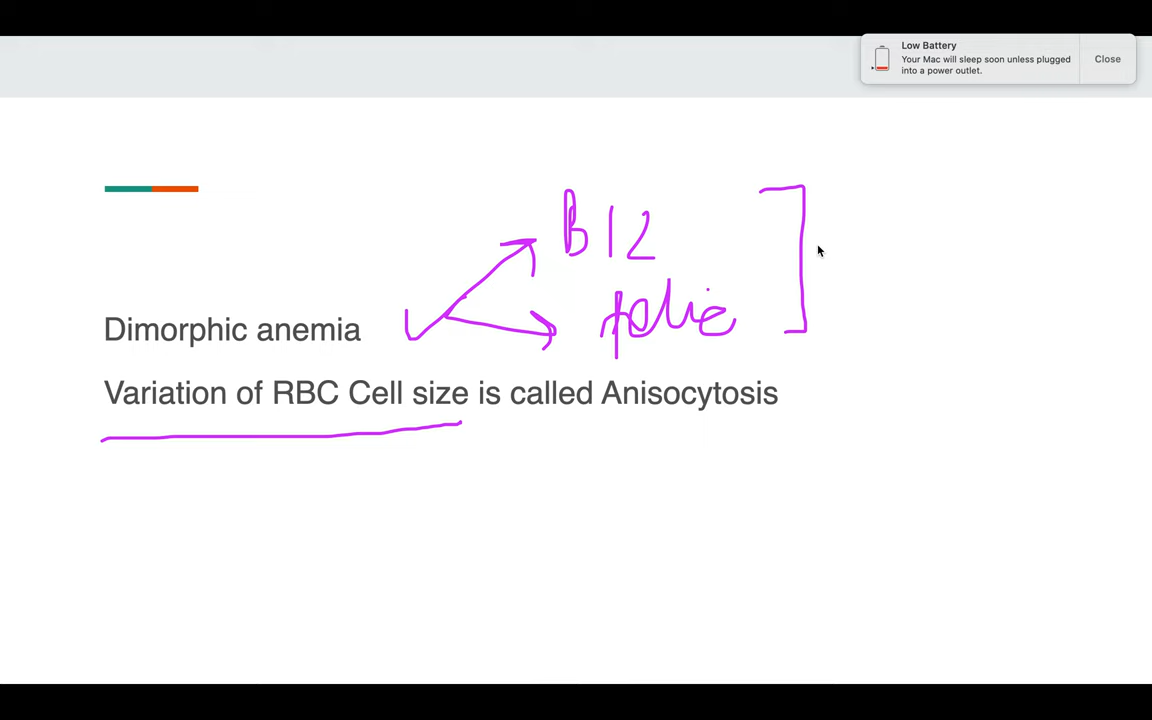 Low Battery
Your Mac will sleep soon unless plugged
into a power outlet.
Close
B12
folic
Dimorphic anemia
Variation of RBC Cell size is called Anisocytosis